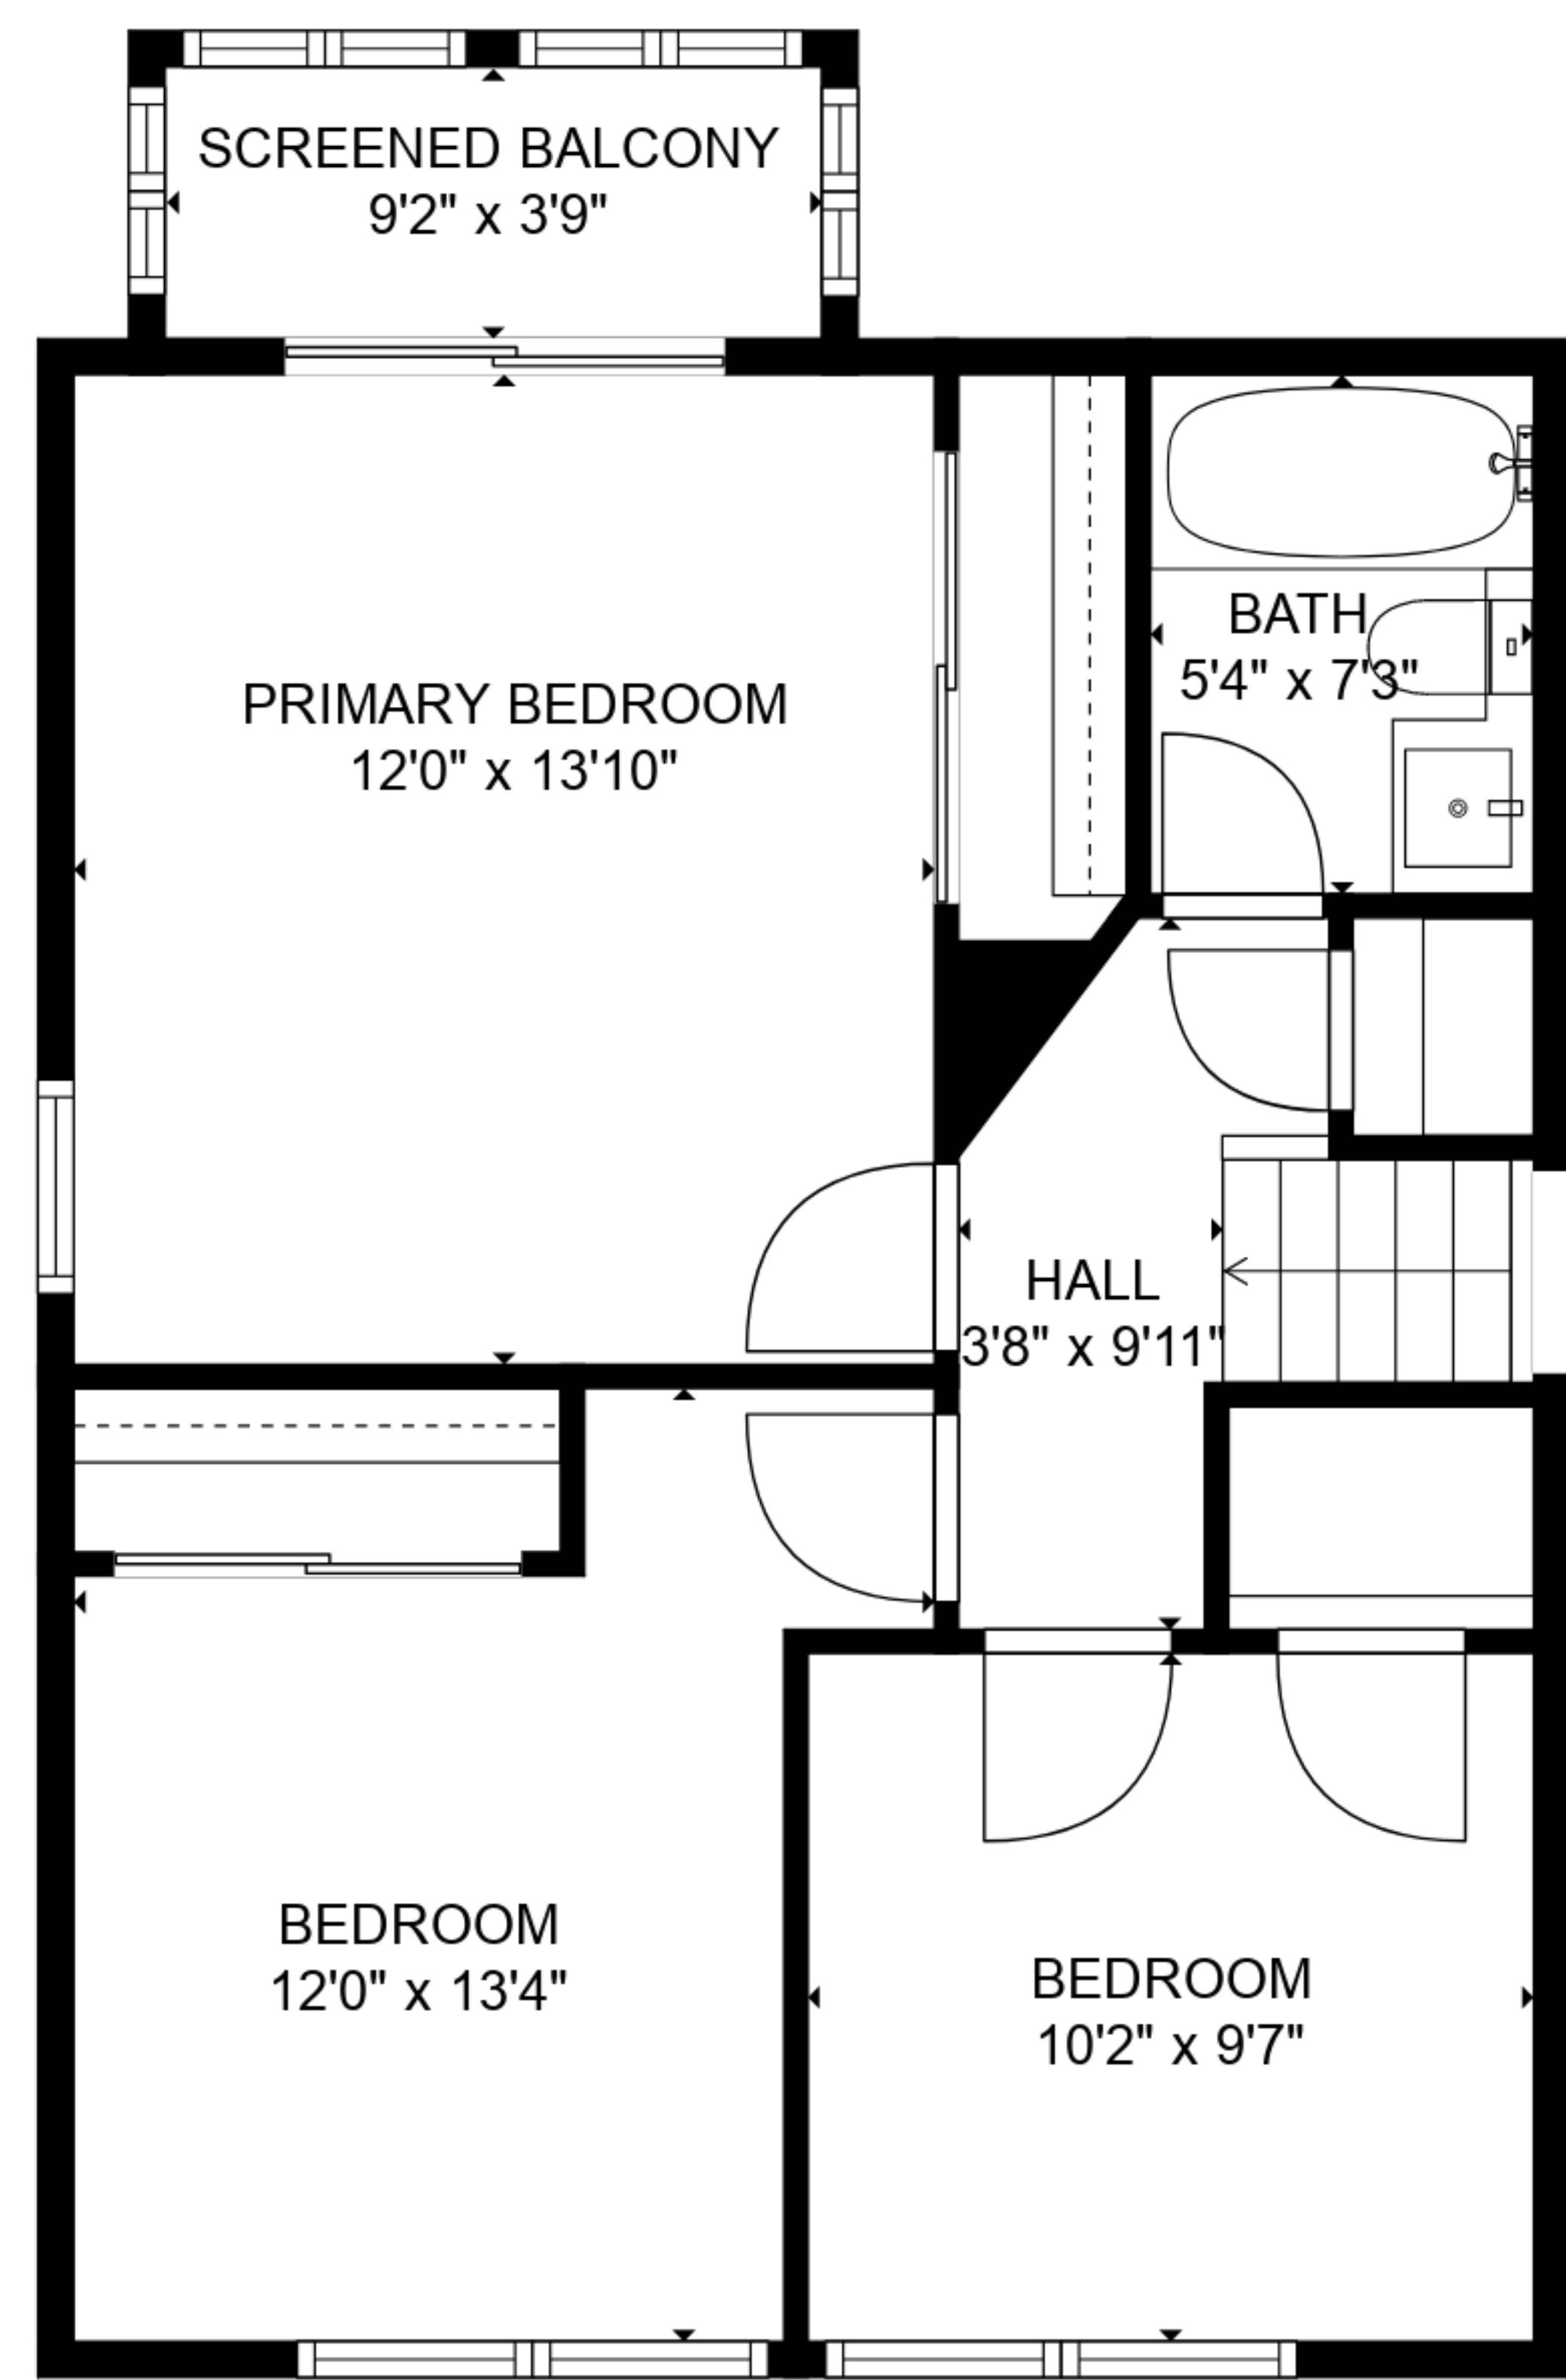 SCREENED BALCONY
9'2" x 3'9"
BATH
5'4" x 7'3"
PRIMARY BEDROOM
12'0" x 13'10"
HALL
3'8" x 9'11"
BEDROOM
12'0" x 13'4"
BEDROOM
10'2" x 9'7"